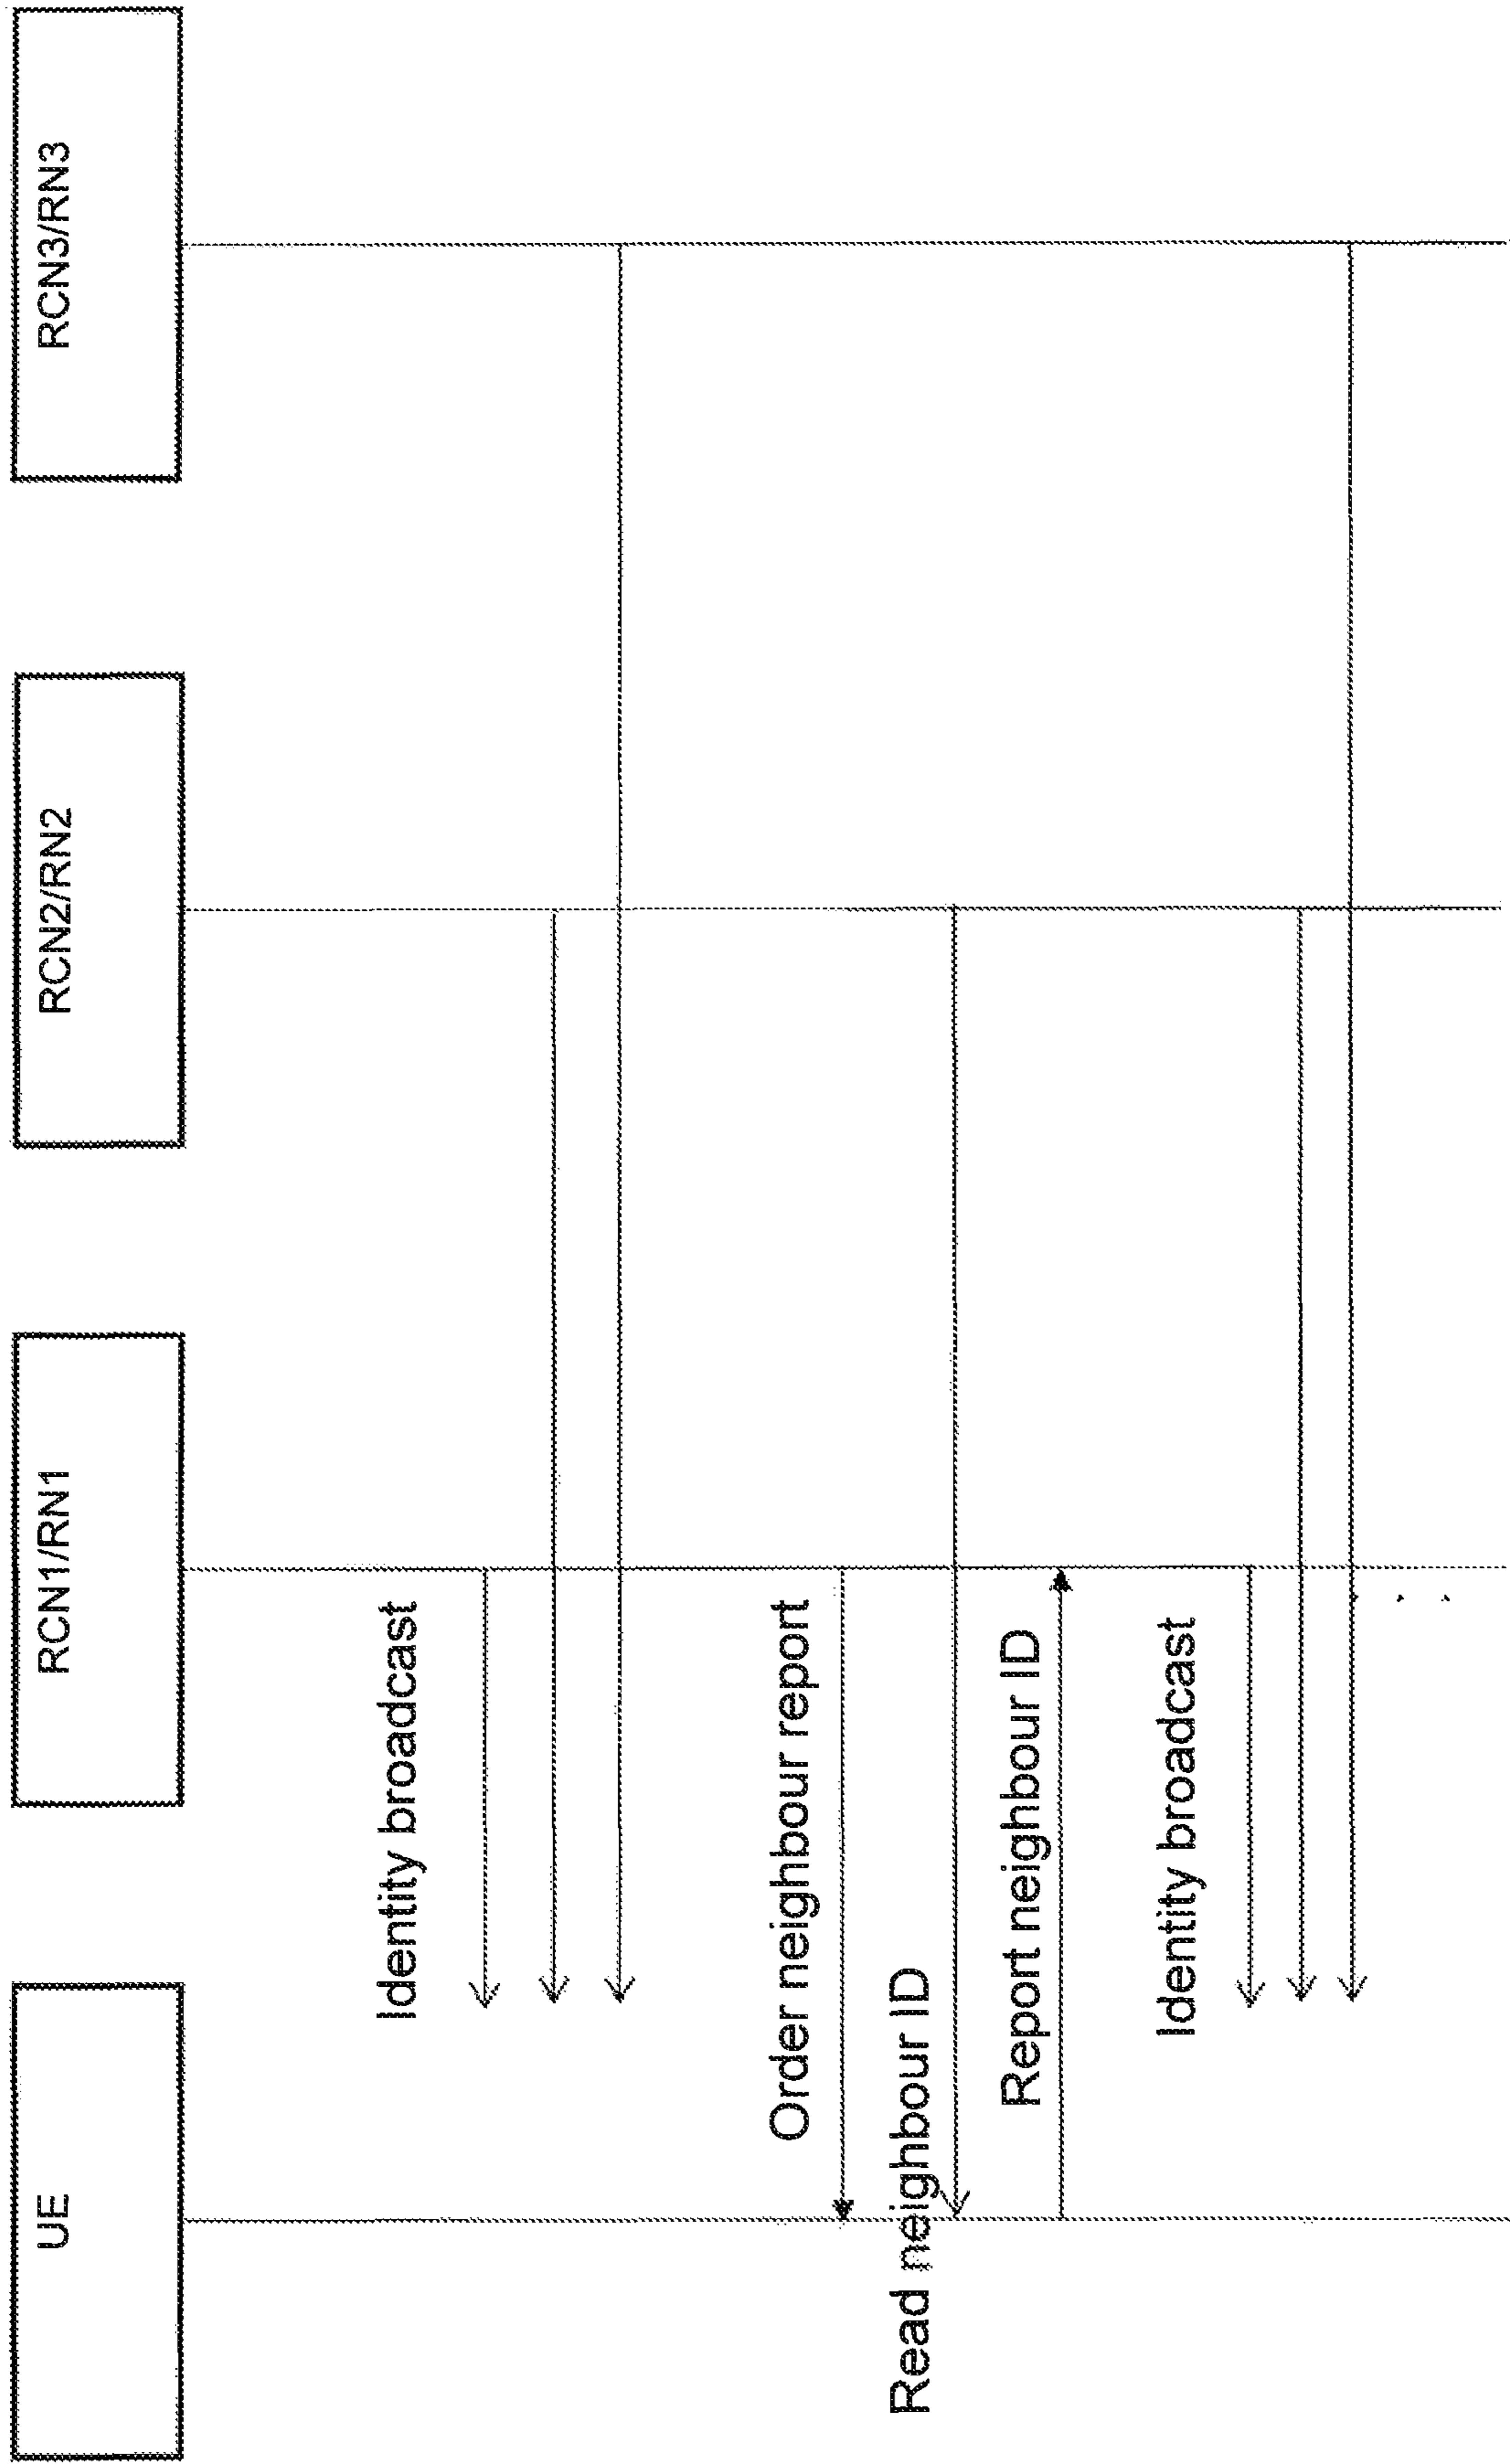 UE
RCN1/RN1
RCN2/RN2
RCN3/RN3
Identity broadcast
Order neighbour report
Read neighbour ID
Report neighbour ID
Identity broadcast